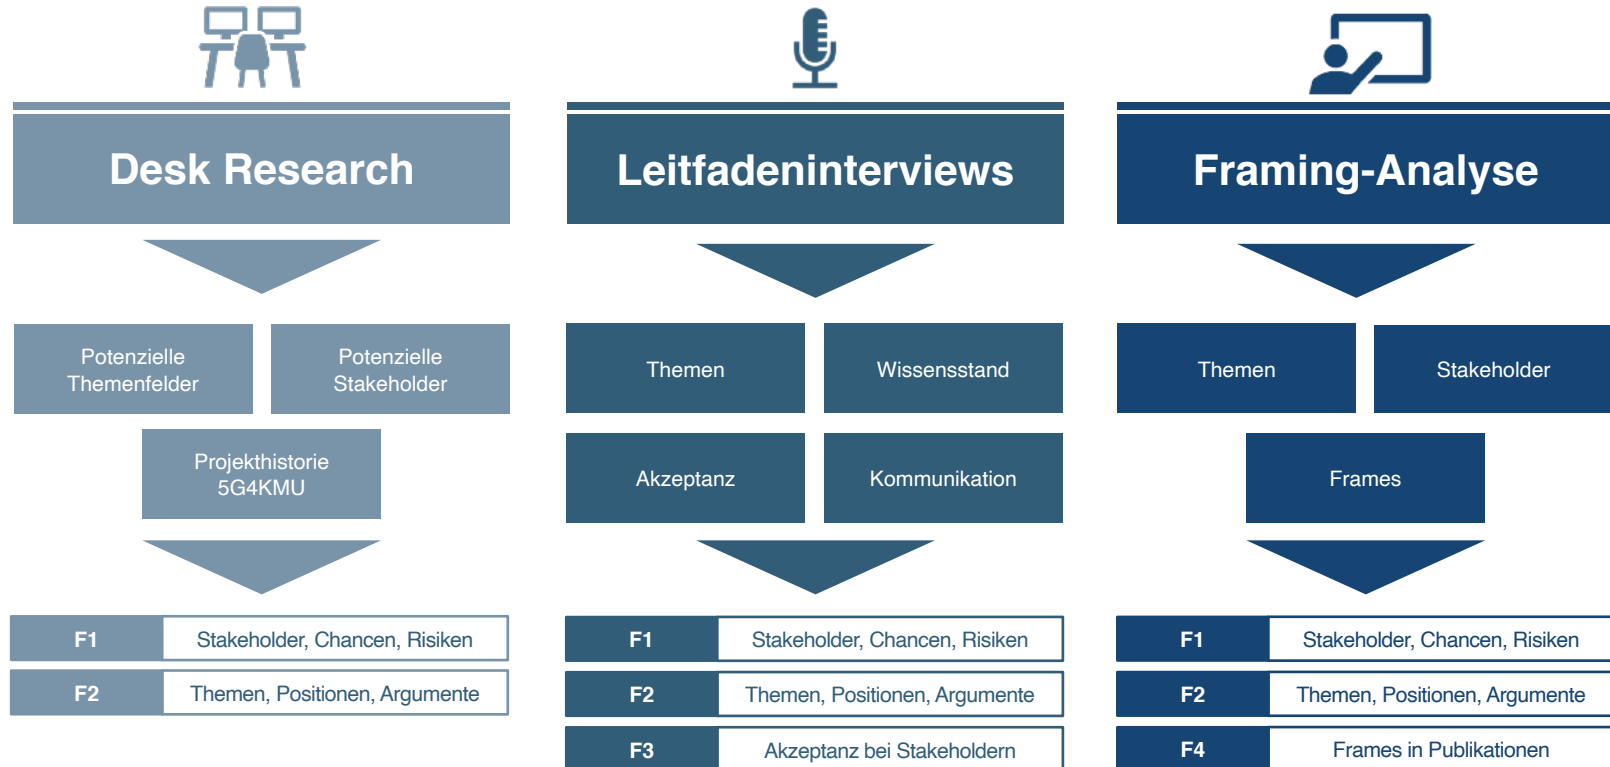 Desk Research
Potenzielle
Themenfelder
Potenzielle
Stakeholder
Projekthistorie
5G4KMU
F1
Stakeholder, Chancen, Risiken
F2
Themen, Positionen, Argumente
Leitfadeninterviews
Themen
Wissensstand
Akzeptanz
Kommunikation
F1
Stakeholder, Chancen, Risiken
F2
Themen, Positionen, Argumente
F3
Akzeptanz bei Stakeholdern
Framing-Analyse
Themen
Stakeholder
Frames
F1
Stakeholder, Chancen, Risiken
F2
Themen, Positionen, Argumente
F4
Frames in Publikationen